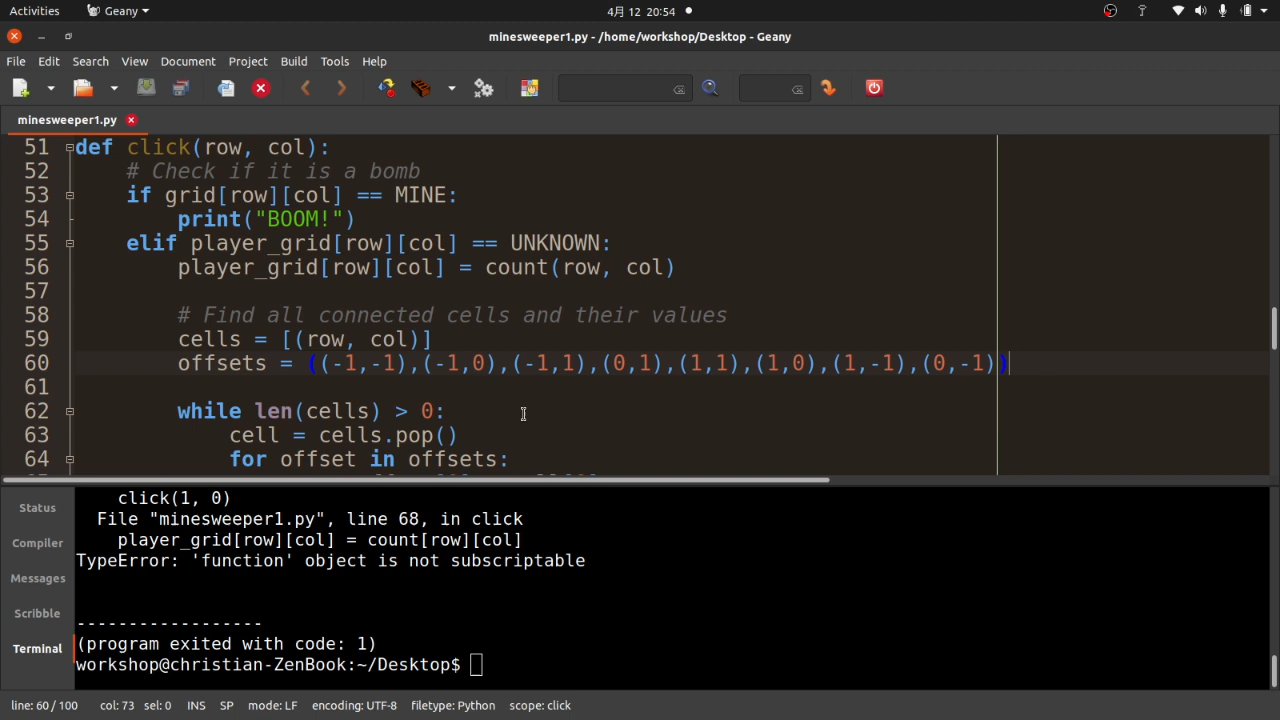 Activities Geany 4月 12 20:54
minesweeper1.py - /home/workshop/Desktop - Geany
File Edit Search View Document Project Build Tools Help
minesweeper1.py
51 def click(row, col):
52 # Check if it is a bomb
53 if grid[row][col] == MINE:
54 print("BOOM!")
55 elif player_grid[row][col] == UNKNOWN:
56 player_grid[row][col] = count(row, col)
57
58 # Find all connected cells and their values
59 cells = [(row, col)]
60 offsets = ((-1,-1),(-1,0),(-1,1),(0,1),(1,1),(1,0),(1,-1),(0,-1))
61
62 while len(cells) > 0:
63 cell = cells.pop()
64 for offset in offsets:
Status
Compiler
Messages
Scribble
Terminal
click(1, 0)
File "minesweeper1.py", line 68, in click
player_grid[row][col] = count[row][col]
TypeError: 'function' object is not subscriptable
------------------
(program exited with code: 1)
workshop@christian-ZenBook:~/Desktop$
line: 60 / 100 col: 73 sel: 0 INS SP mode: LF encoding: UTF-8 filetype: Python scope: click